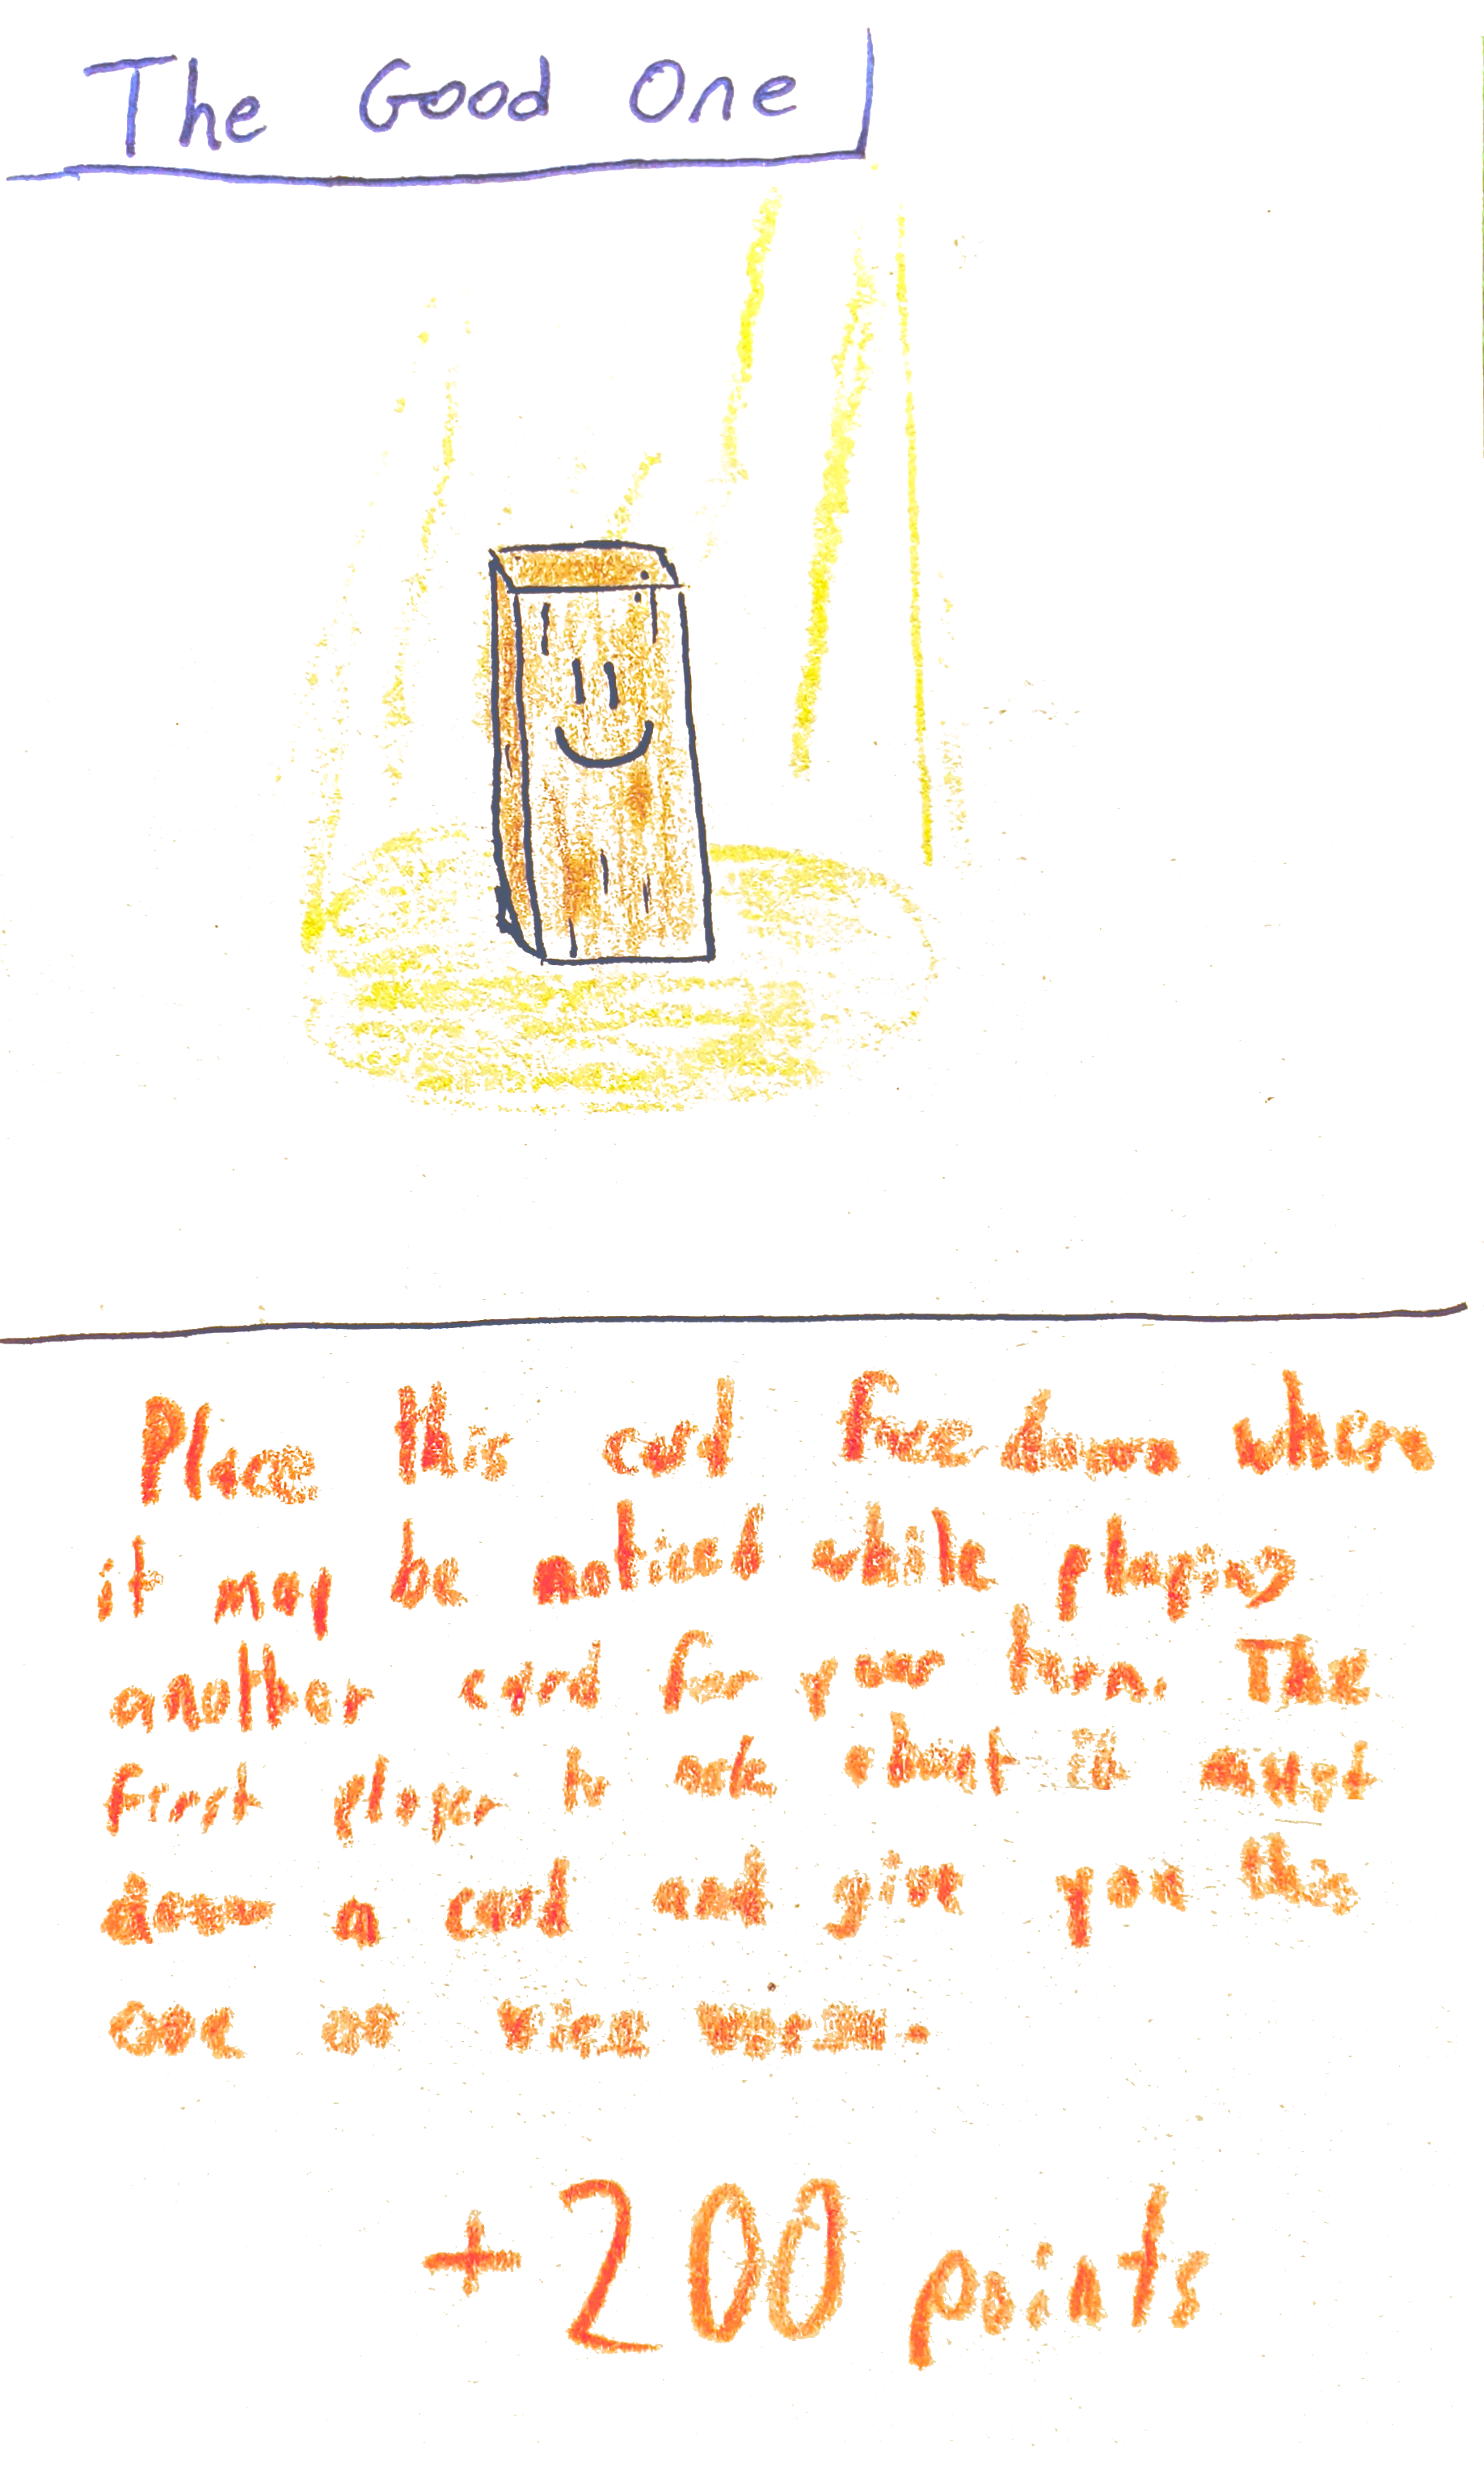 The Good One
Place this card face down where
it may be noticed while playing
another card for your turn. The
first player to ask about it must
down a card and give you this
one or vice versa.
+200 points